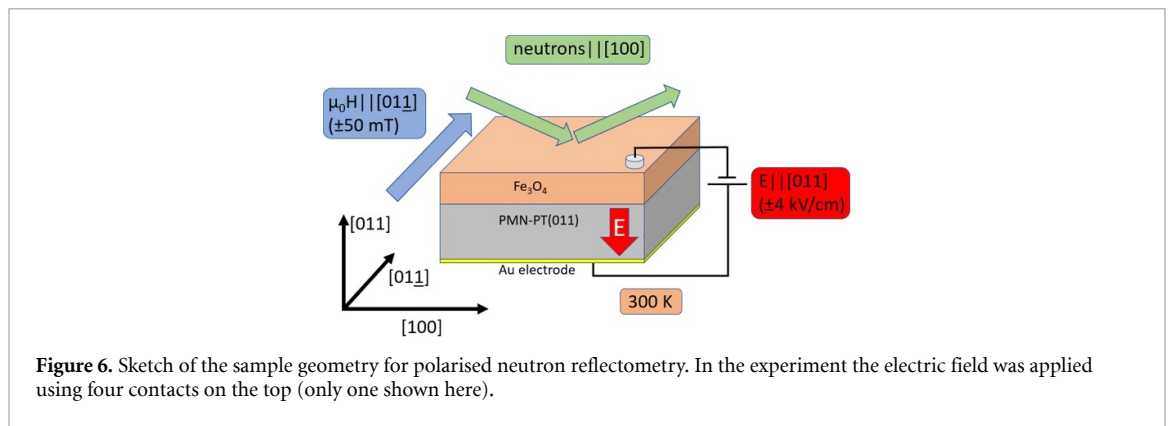 neutrons||[100]
μ₀H||[011̲]
(±50 mT)
Fe₃O₄
E||[011]
(±4 kV/cm)
PMN-PT(011)
E
[011]
[011̲]
Au electrode
300 K
[100]
Figure 6. Sketch of the sample geometry for polarised neutron reflectometry. In the experiment the electric field was applied
using four contacts on the top (only one shown here).